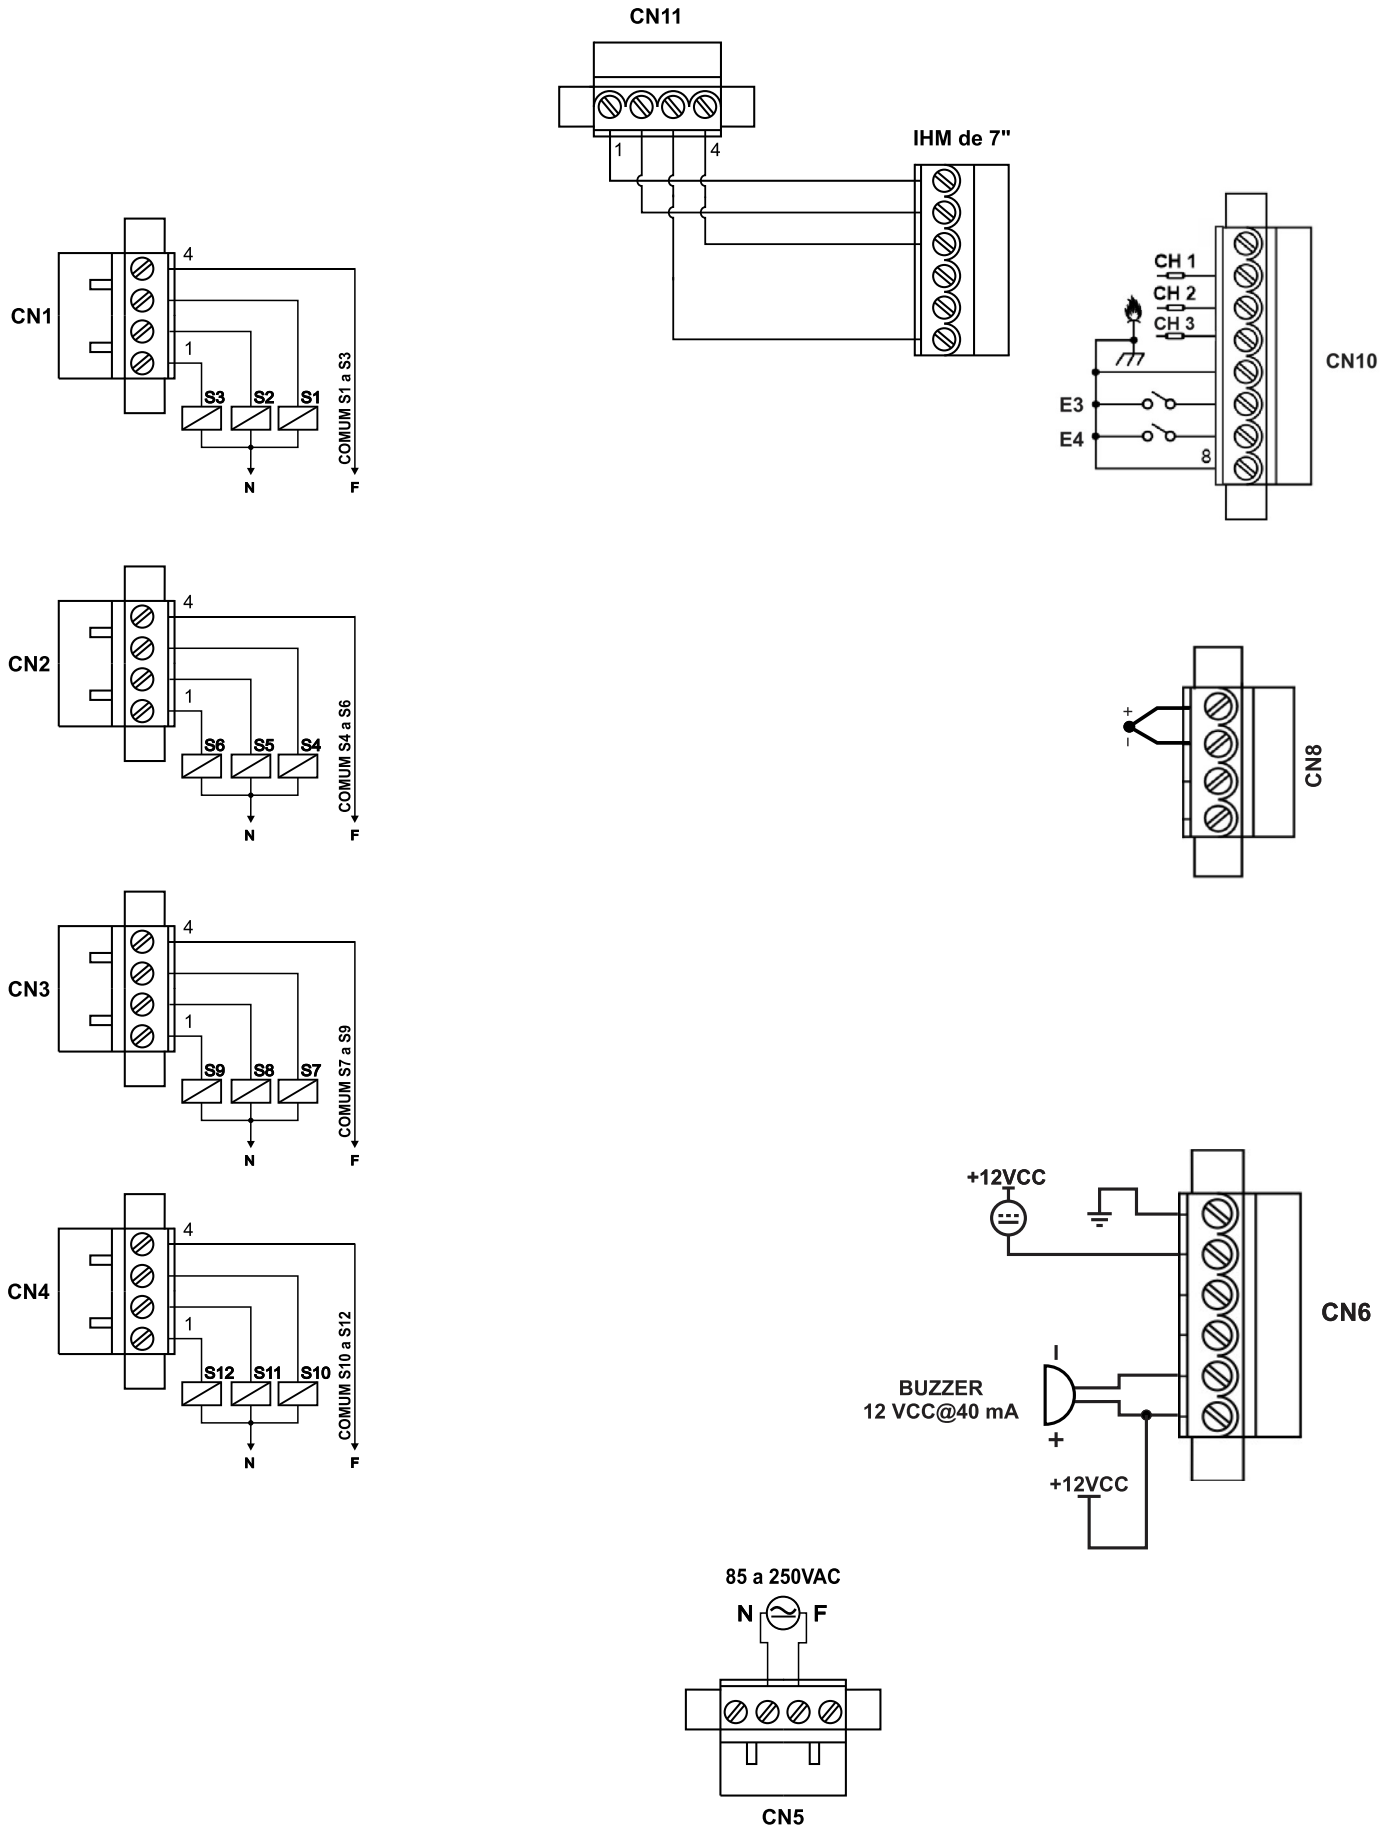 CN11
1
4
IHM de 7"
CN1
4
1
S3
S2
S1
COMUM S1 a S3
N
F
CH 1
CH 2
CH 3
E3
E4
8
CN10
CN2
4
1
S6
S5
S4
COMUM S4 a S6
N
F
+
–
CN8
CN3
4
1
S9
S8
S7
COMUM S7 a S9
N
F
CN4
4
1
S12
S11
S10
COMUM S10 a S12
N
F
+12VCC
CN6
–
BUZZER
12 VCC@40 mA
+
+12VCC
85 a 250VAC
N
F
CN5